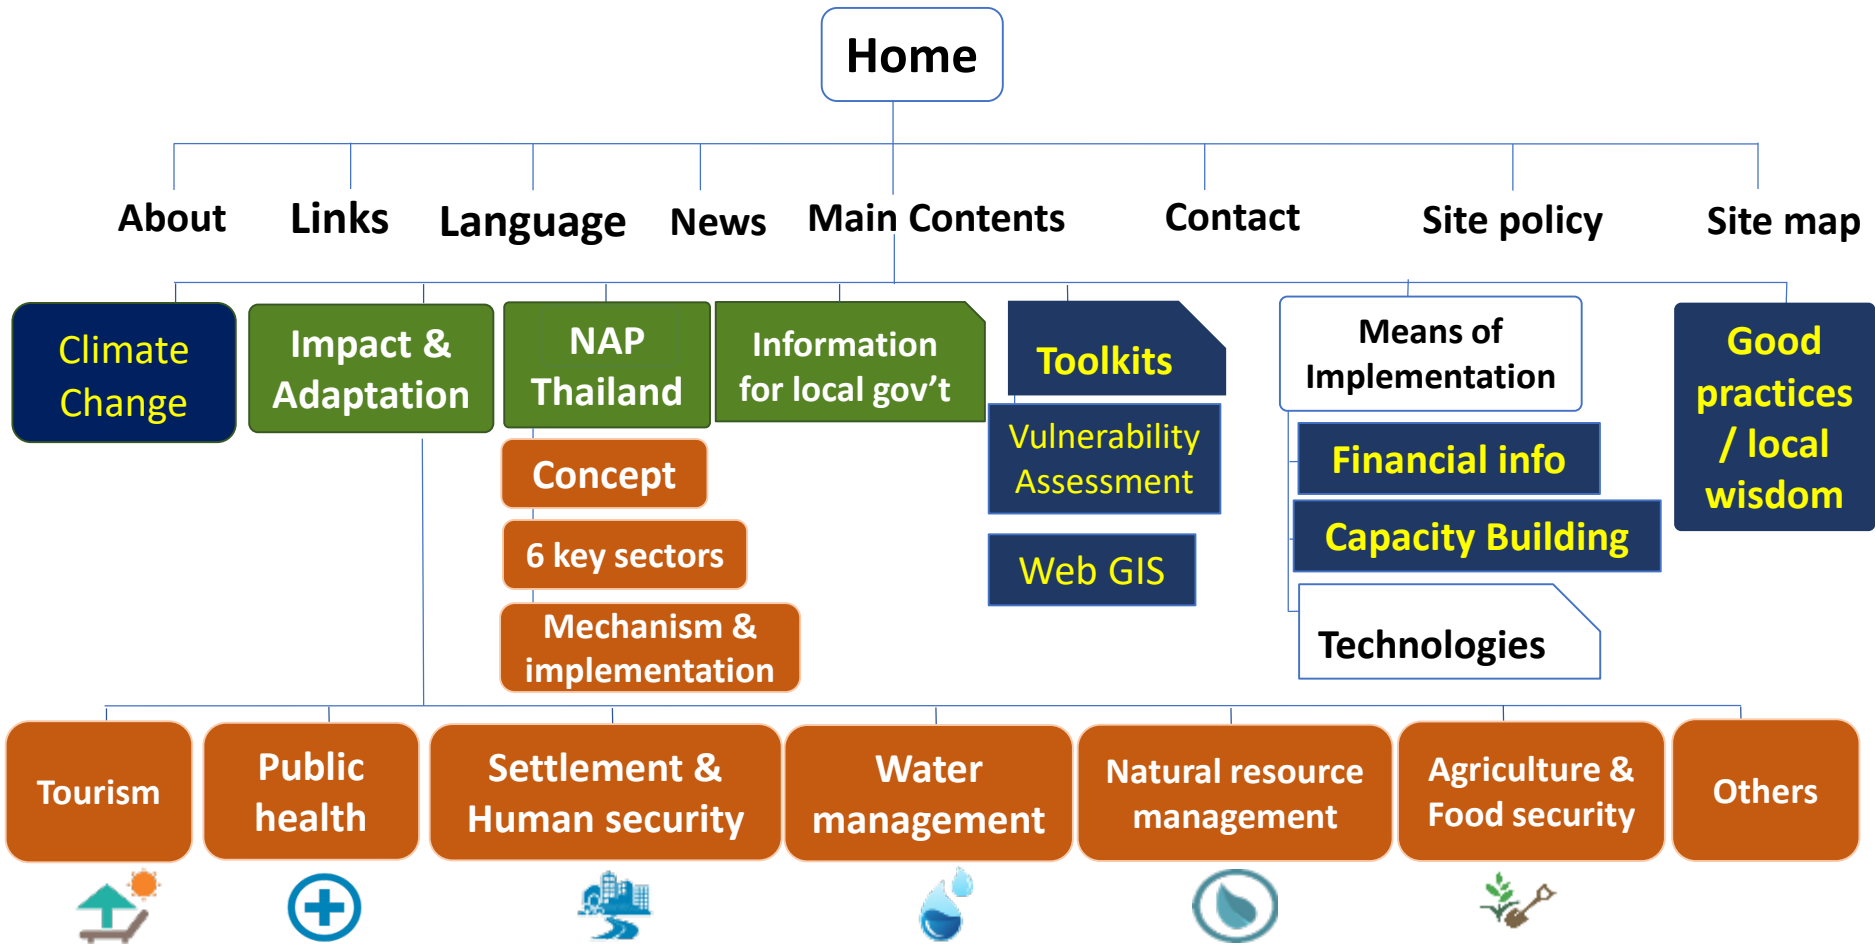 Home
About
Links
Language
News
Main Contents
Contact
Site policy
Site map
Climate
Change
Impact &
Adaptation
NAP
Thailand
Information
for local gov’t
Toolkits
Means of
Implementation
Good
practices
/ local
wisdom
Concept
6 key sectors
Mechanism &
implementation
Vulnerability
Assessment
Web GIS
Financial info
Capacity Building
Technologies
Tourism
Public
health
Settlement &
Human security
Water
management
Natural resource
management
Agriculture &
Food security
Others